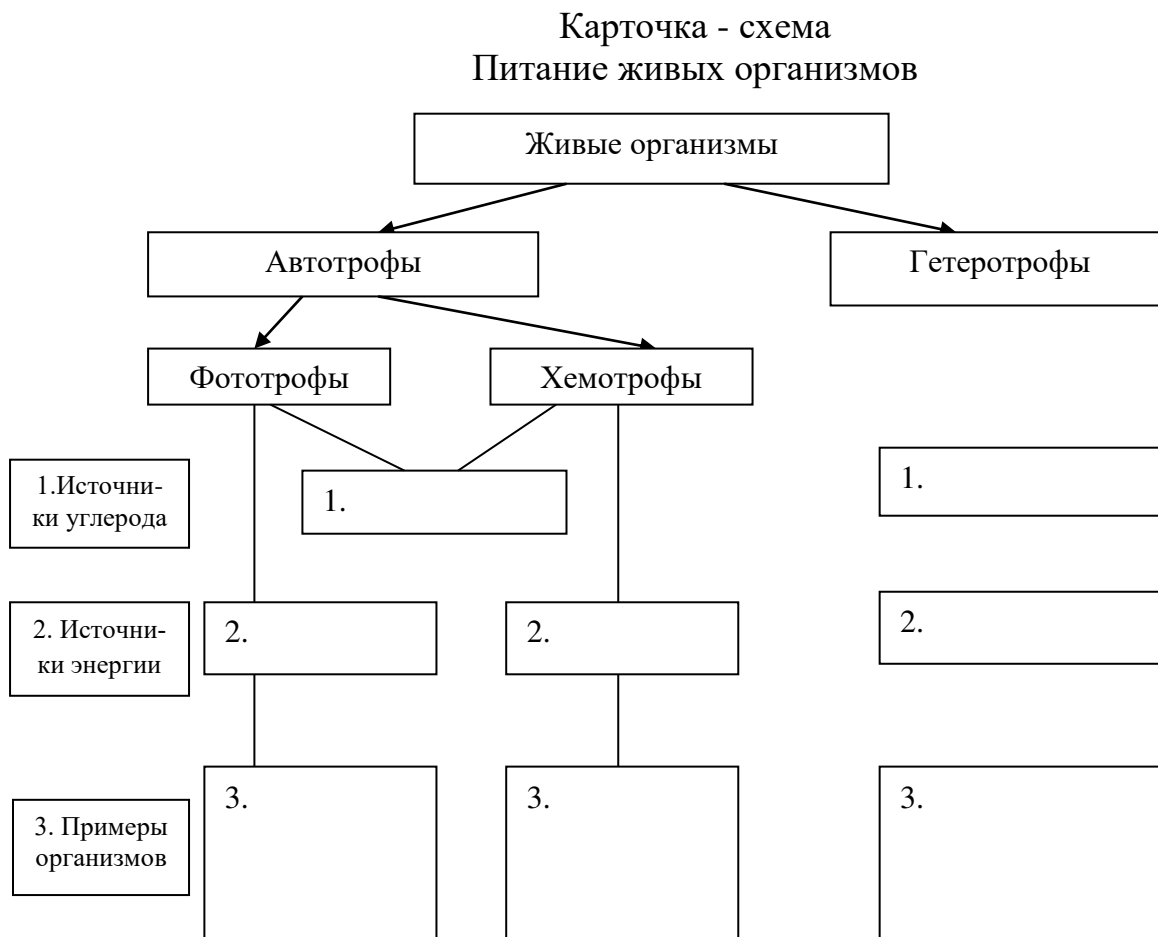 Карточка - схема
Питание живых организмов
Живые организмы
Автотрофы
Гетеротрофы
Фототрофы
Хемотрофы
1.Источни-
ки углерода
1.
1.
2. Источни-
ки энергии
2.
2.
2.
3. Примеры
организмов
3.
3.
3.